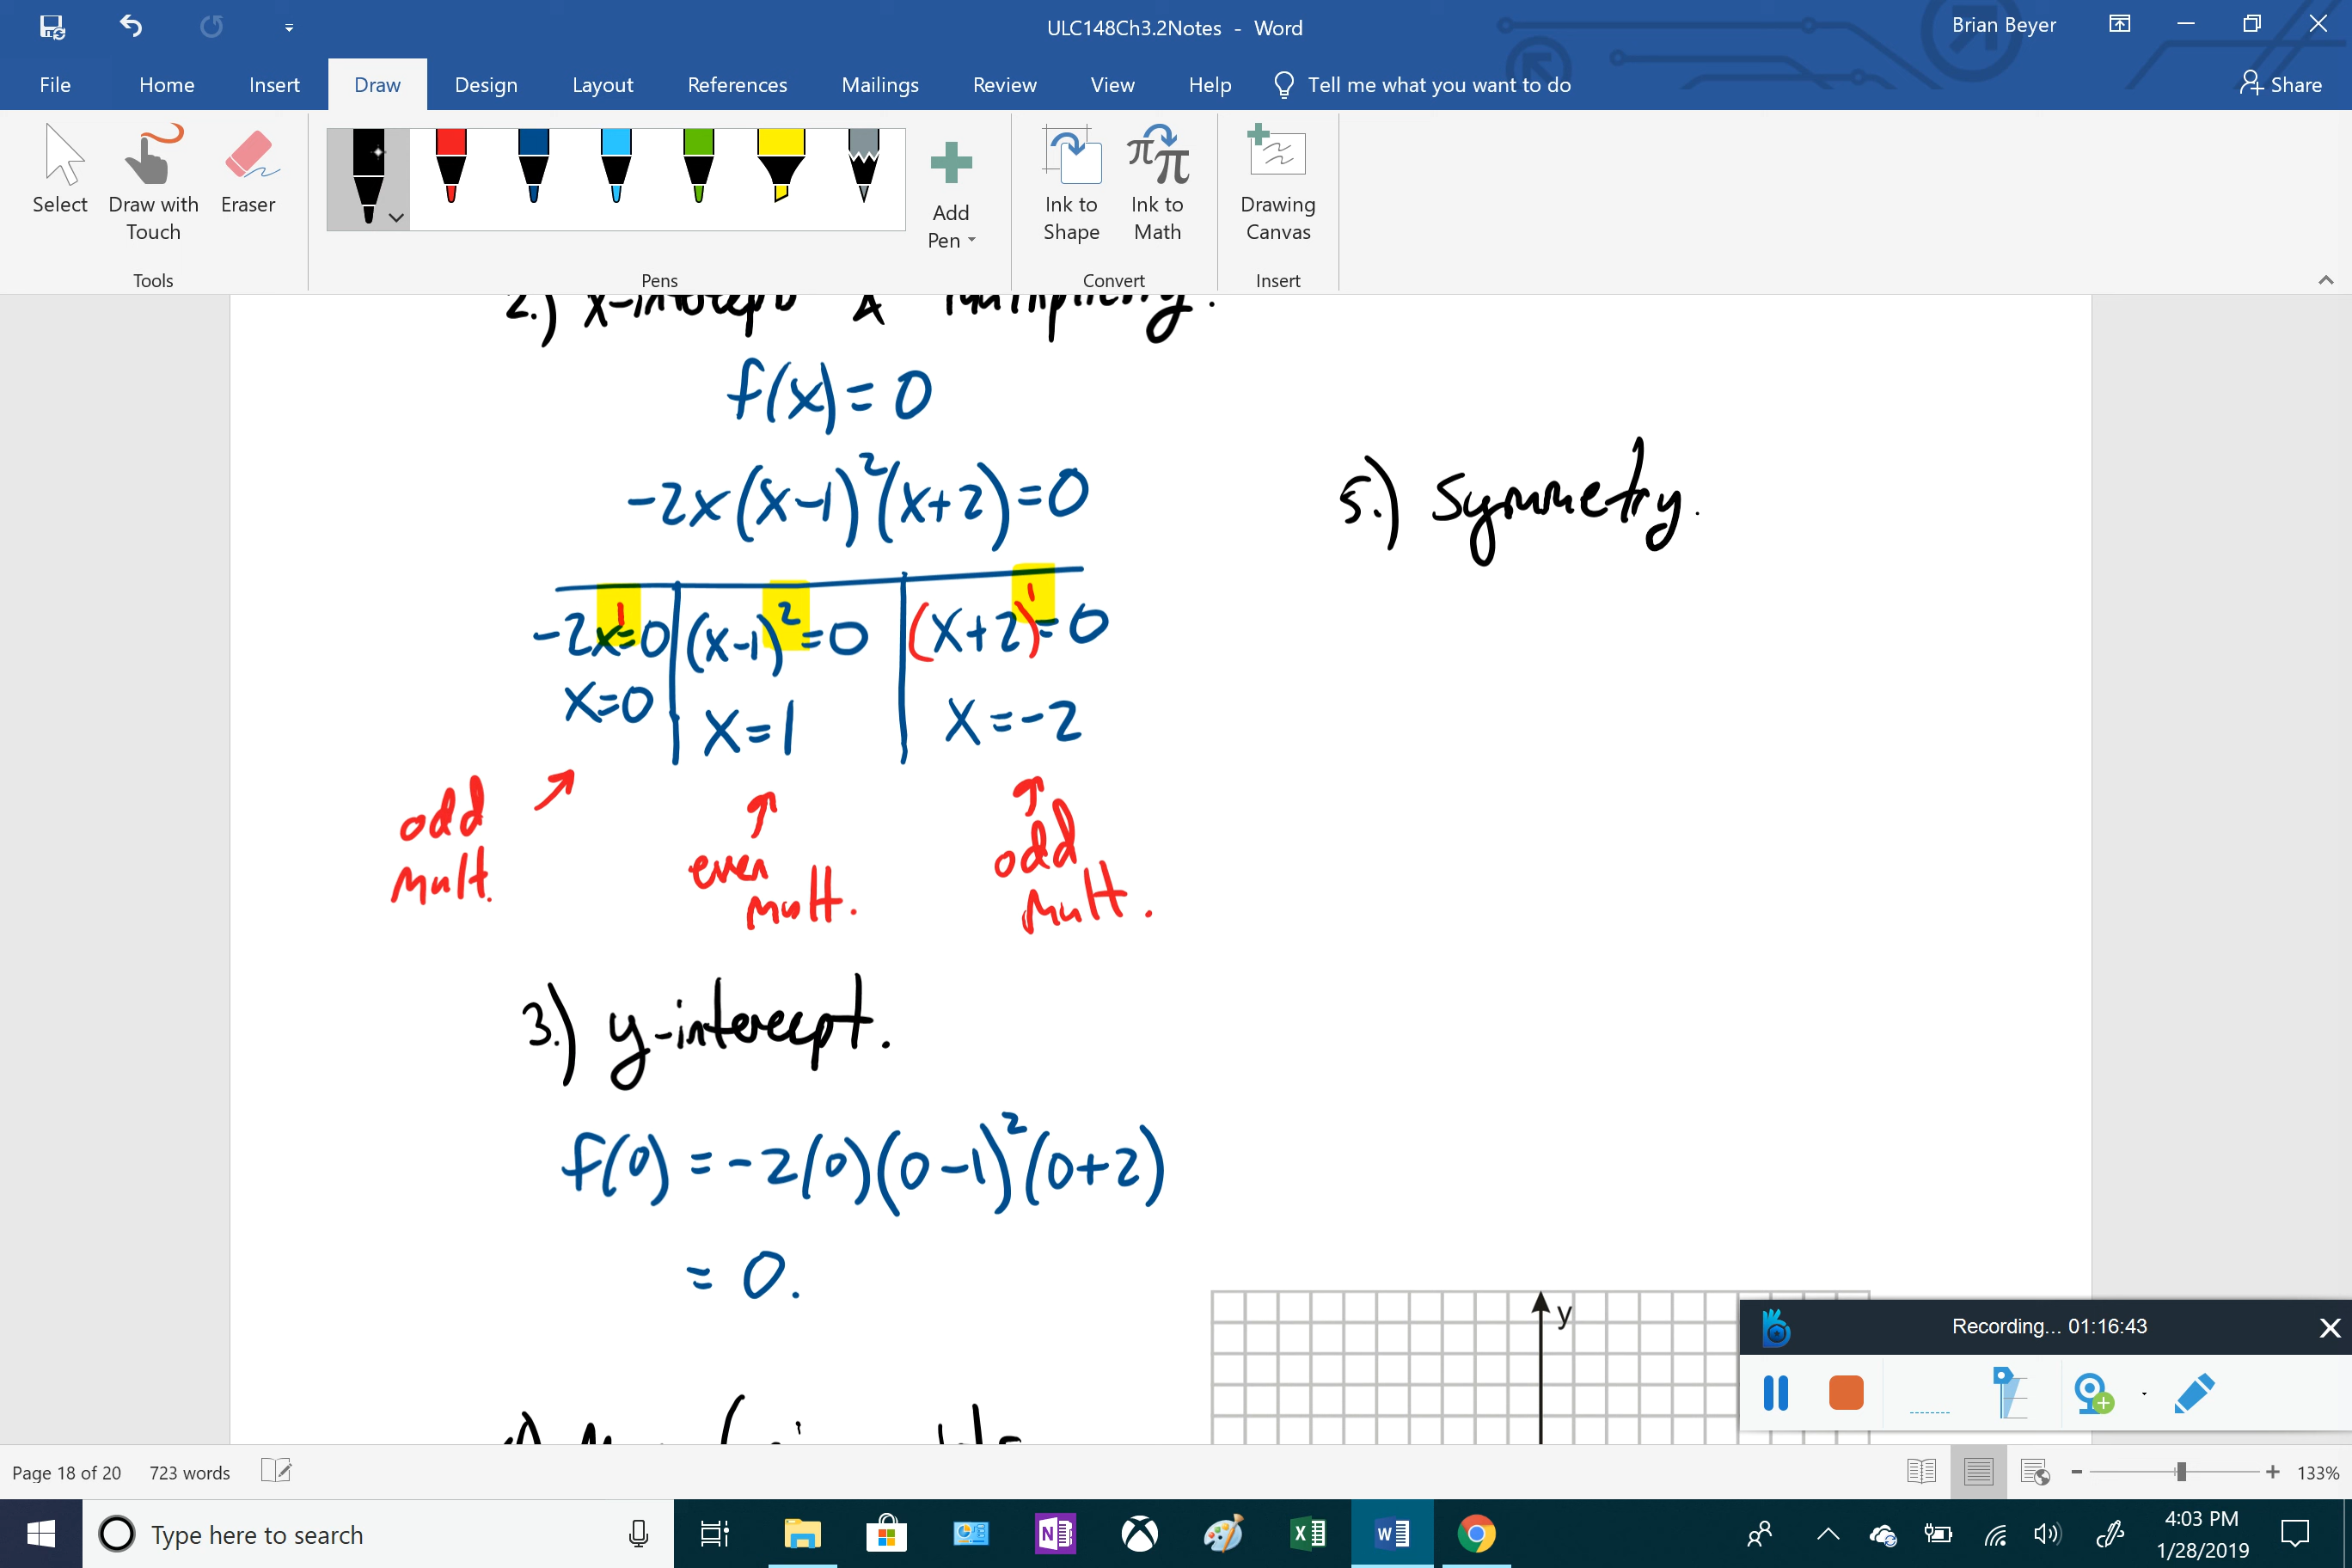 ULC148Ch3.2Notes - Word
Brian Beyer
File Home Insert Draw Design Layout References Mailings Review View Help Tell me what you want to do Share
Select Draw with Touch Eraser Add Pen Ink to Shape Ink to Math Drawing Canvas
Tools Pens Convert Insert
2.) x-intercepts & multiplicity.
f(x) = 0
-2x(x-1)²(x+2)=0
5.) Symmetry.
-2x¹=0 (x-1)²=0 (x+2)¹=0
x=0 x=1 x=-2
odd mult.
even mult.
odd mult.
3.) y-intercept.
f(0) = -2(0)(0-1)²(0+2)
= 0.
y
Recording... 01:16:43
Page 18 of 20 723 words 133%
Type here to search
4:03 PM
1/28/2019